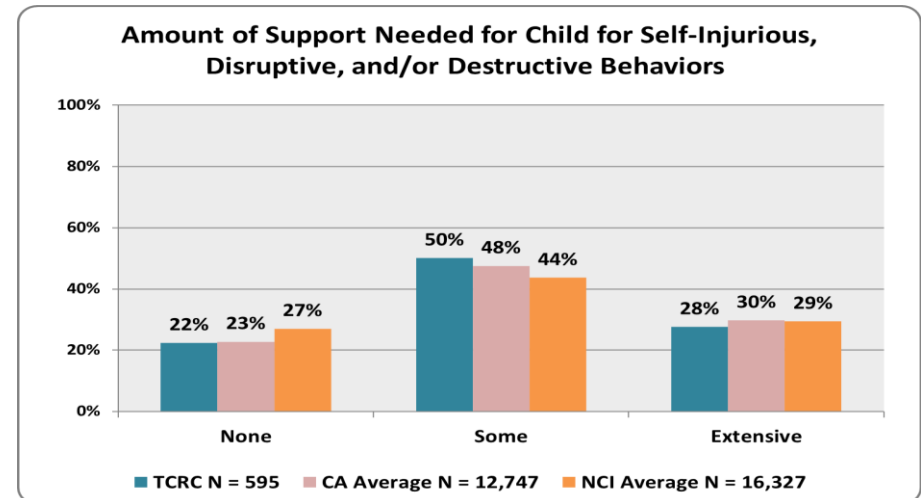 Amount of Support Needed for Child for Self-Injurious,
Disruptive, and/or Destructive Behaviors
100%
80%
60%
40%
20%
0%
22% 23% 27%
50% 48% 44%
28% 30% 29%
None Some Extensive
TCRC N = 595 CA Average N = 12,747 NCI Average N = 16,327